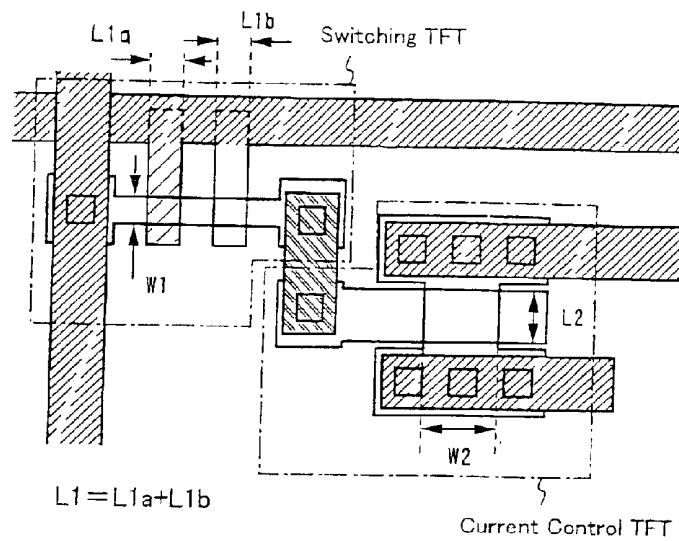 L1a
L1b
Switching TFT
W1
L2
W2
L1=L1a+L1b
Current Control TFT